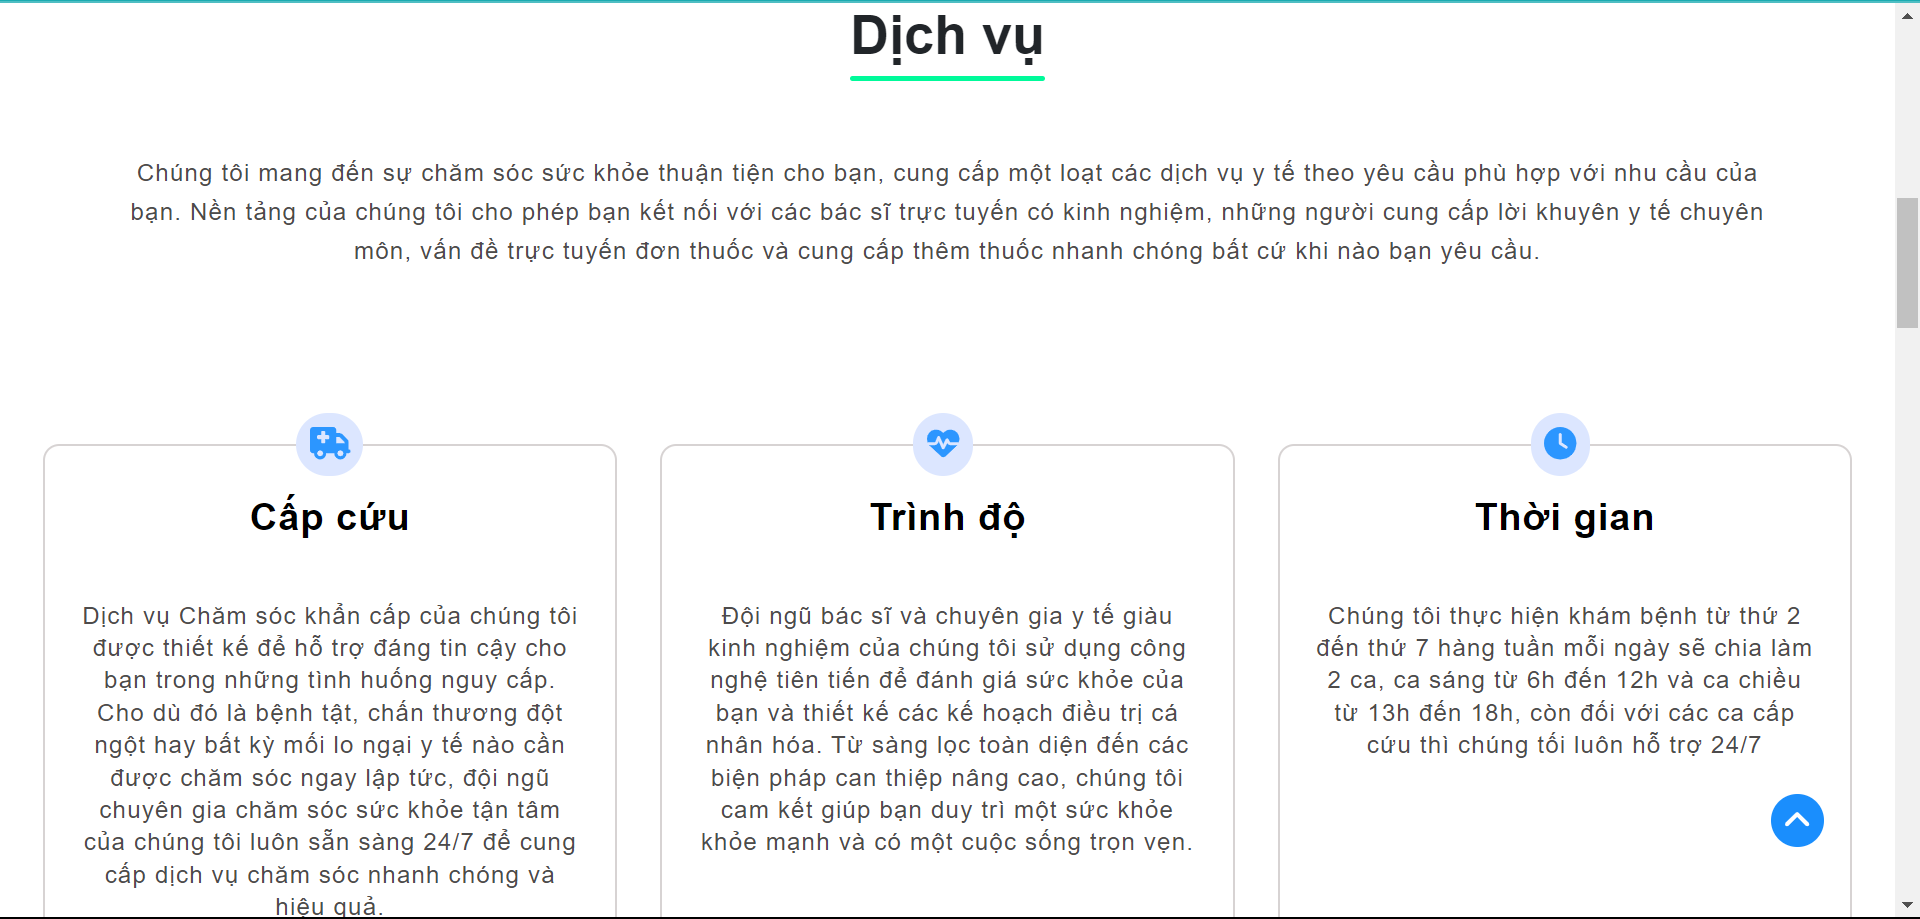 Dịch vụ
Chúng tôi mang đến sự chăm sóc sức khỏe thuận tiện cho bạn, cung cấp một loạt các dịch vụ y tế theo yêu cầu phù hợp với nhu cầu của
bạn. Nền tảng của chúng tôi cho phép bạn kết nối với các bác sĩ trực tuyến có kinh nghiệm, những người cung cấp lời khuyên y tế chuyên
môn, vấn đề trực tuyến đơn thuốc và cung cấp thêm thuốc nhanh chóng bất cứ khi nào bạn yêu cầu.
Cấp cứu
Dịch vụ Chăm sóc khẩn cấp của chúng tôi
được thiết kế để hỗ trợ đáng tin cậy cho
bạn trong những tình huống nguy cấp.
Cho dù đó là bệnh tật, chấn thương đột
ngột hay bất kỳ mối lo ngại y tế nào cần
được chăm sóc ngay lập tức, đội ngũ
chuyên gia chăm sóc sức khỏe tận tâm
của chúng tôi luôn sẵn sàng 24/7 để cung
cấp dịch vụ chăm sóc nhanh chóng và
hiệu quả.
Trình độ
Đội ngũ bác sĩ và chuyên gia y tế giàu
kinh nghiệm của chúng tôi sử dụng công
nghệ tiên tiến để đánh giá sức khỏe của
bạn và thiết kế các kế hoạch điều trị cá
nhân hóa. Từ sàng lọc toàn diện đến các
biện pháp can thiệp nâng cao, chúng tôi
cam kết giúp bạn duy trì một sức khỏe
khỏe mạnh và có một cuộc sống trọn vẹn.
Thời gian
Chúng tôi thực hiện khám bệnh từ thứ 2
đến thứ 7 hàng tuần mỗi ngày sẽ chia làm
2 ca, ca sáng từ 6h đến 12h và ca chiều
từ 13h đến 18h, còn đối với các ca cấp
cứu thì chúng tối luôn hỗ trợ 24/7